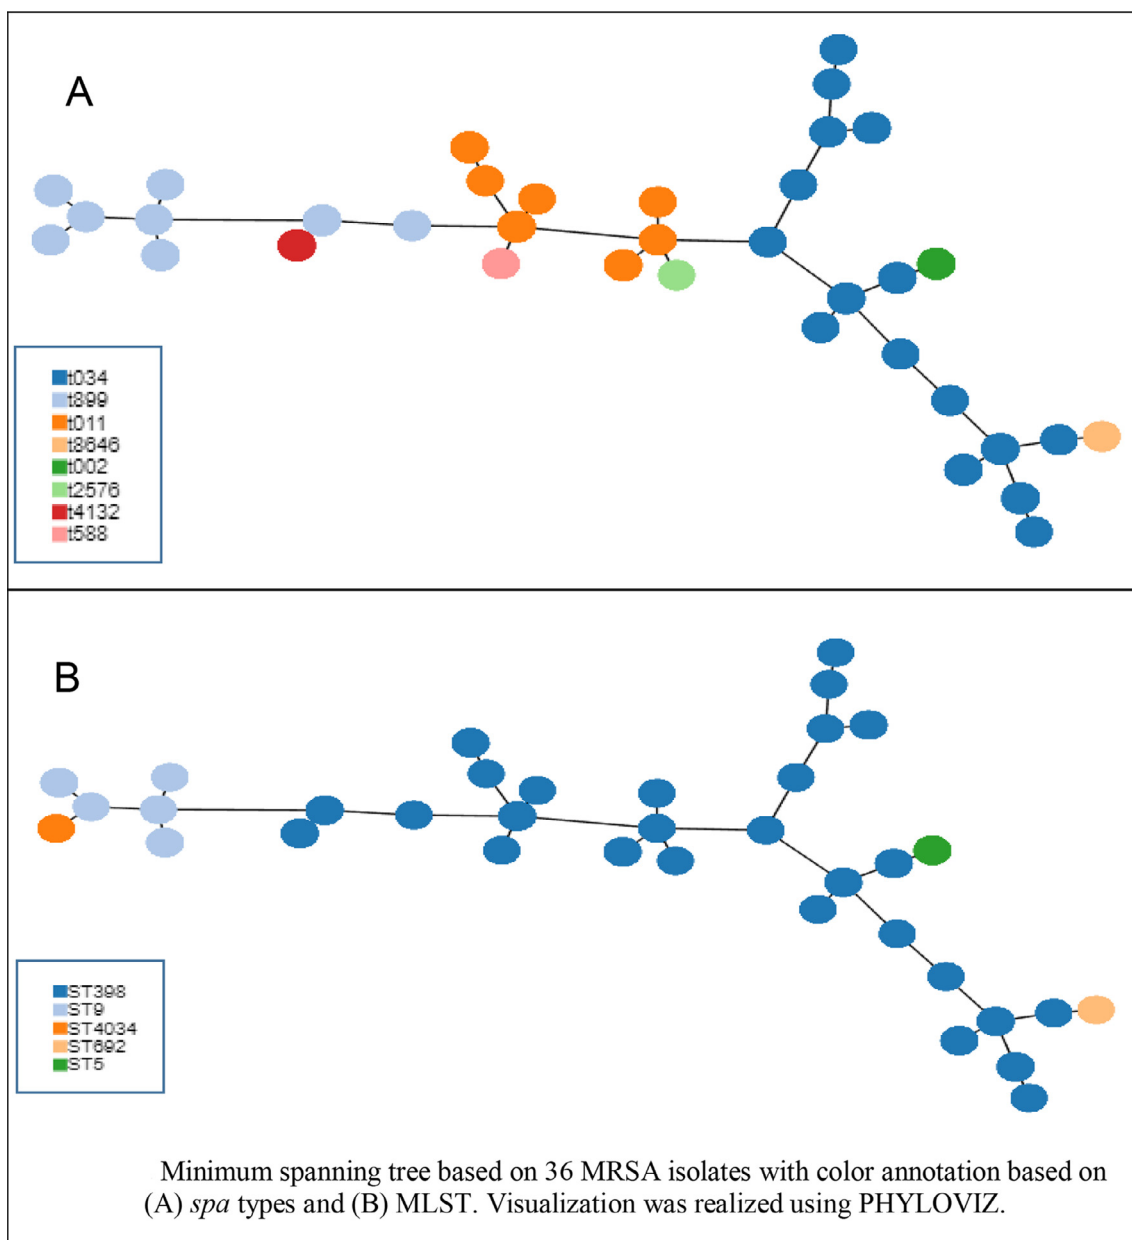 A
t034
t899
t011
t8646
t002
t2576
t4132
t588
B
ST398
ST9
ST4034
ST692
ST5
Minimum spanning tree based on 36 MRSA isolates with color annotation based on
(A) spa types and (B) MLST. Visualization was realized using PHYLOVIZ.